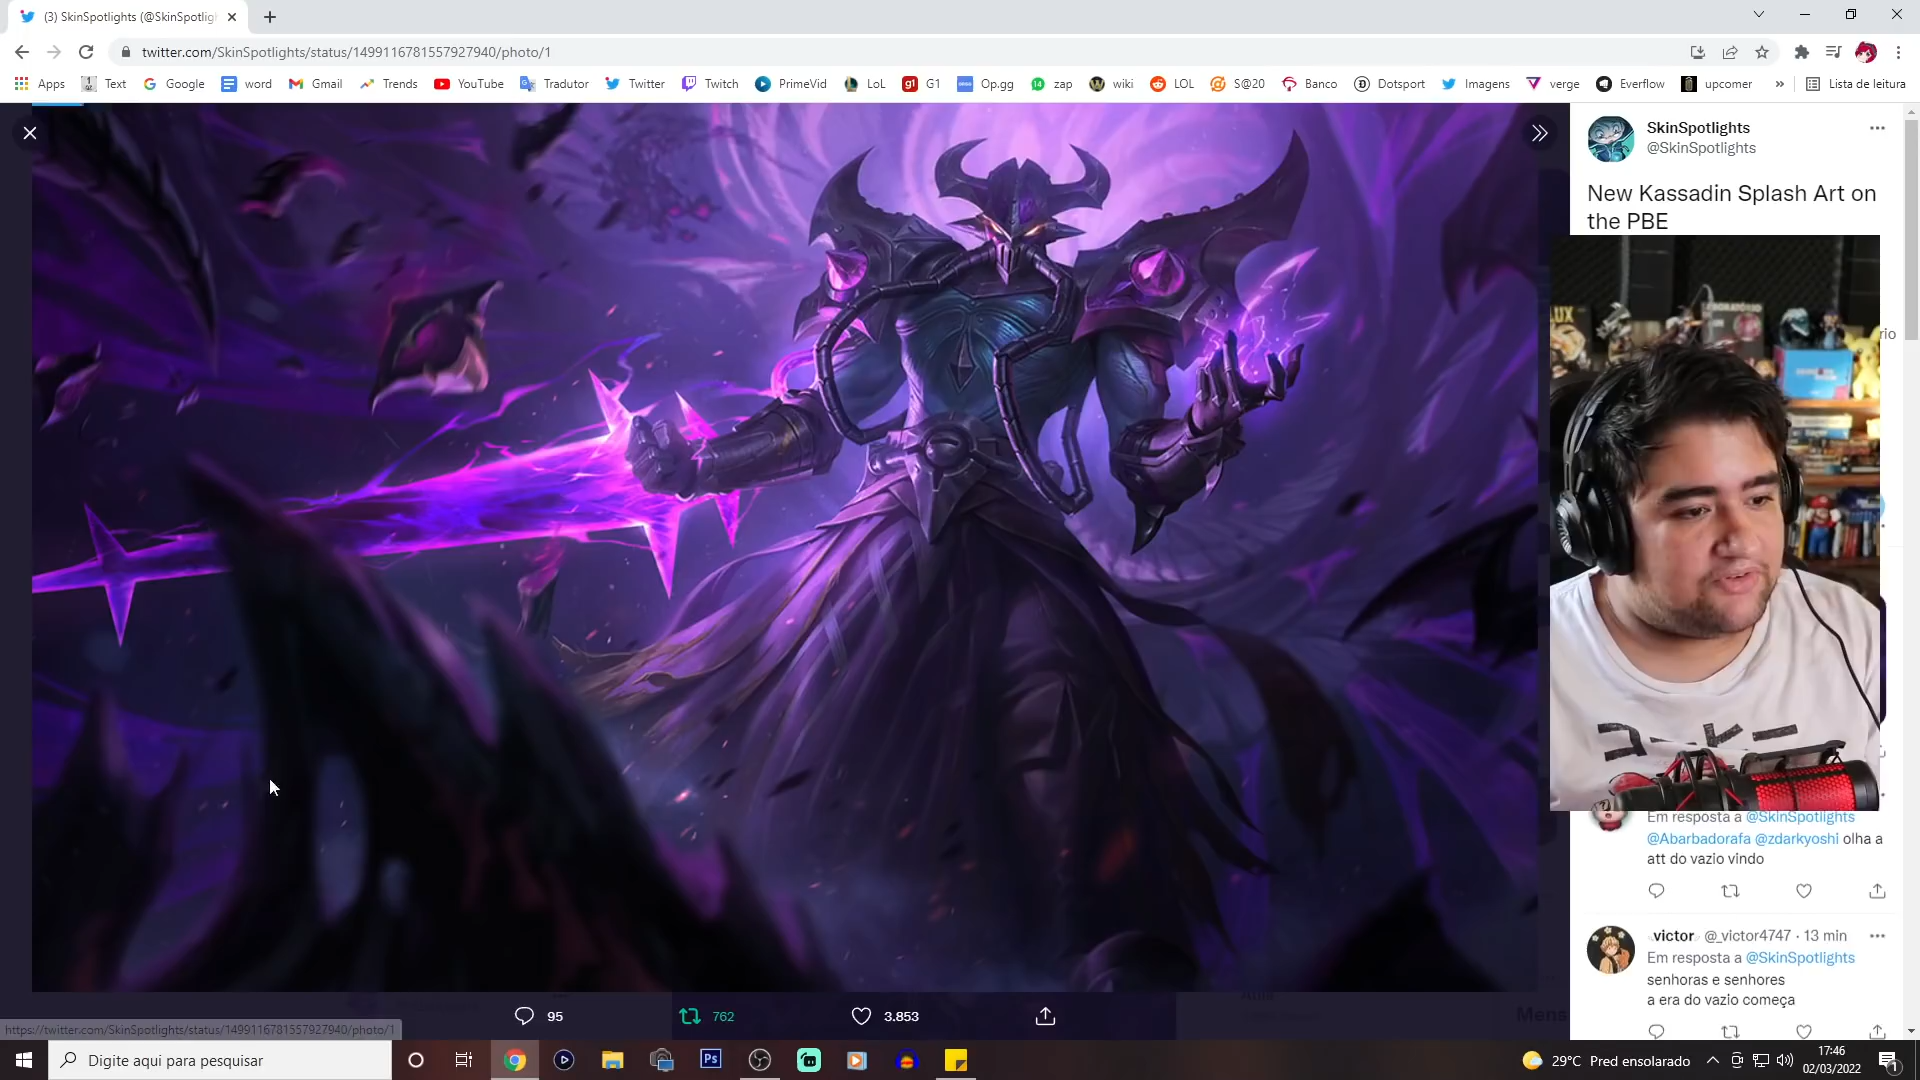 (3) SkinSpotlights (@SkinSpotlig
twitter.com/SkinSpotlights/status/1499116781557927940/photo/1
Apps Text Google word Gmail Trends YouTube Tradutor Twitter Twitch PrimeVid LoL G1 Op.gg zap wiki LOL S@20 Banco Dotsport Imagens verge Everflow upcomer » Lista de leitura
SkinSpotlights
@SkinSpotlights
New Kassadin Splash Art on
the PBE
rio
Em resposta a @SkinSpotlights
@Abarbadorafa @zdarkyoshi olha a
att do vazio vindo
victor @_victor4747 · 13 min
Em resposta a @SkinSpotlights
senhoras e senhores
a era do vazio começa
95 762 3.853
Mens
https://twitter.com/SkinSpotlights/status/1499116781557927940/photo/1
Digite aqui para pesquisar
Ps
29°C Pred ensolarado
17:46
02/03/2022
1